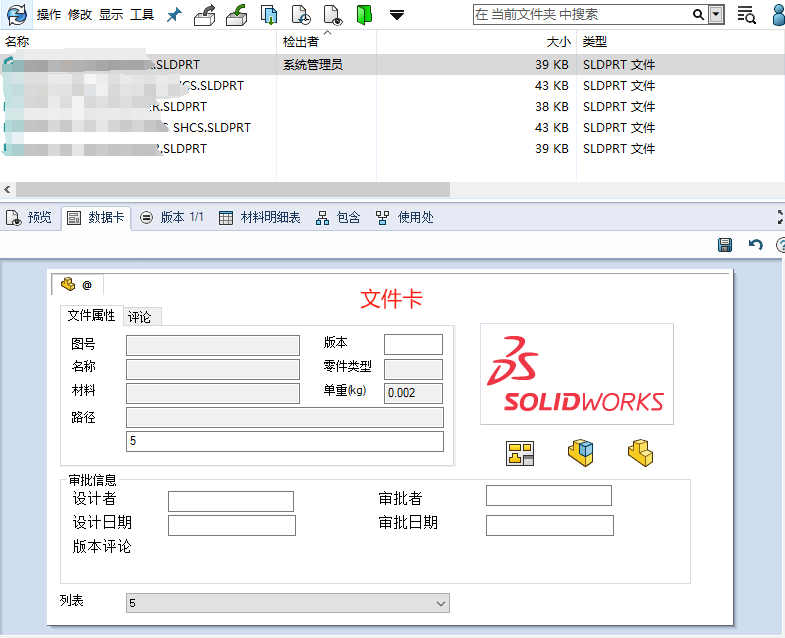 操作 修改 显示 工具 在 当前文件夹 中搜索
名称 检出者 大小 类型
.SLDPRT 系统管理员 39 KB SLDPRT 文件
CS.SLDPRT 43 KB SLDPRT 文件
R.SLDPRT 38 KB SLDPRT 文件
SHCS.SLDPRT 43 KB SLDPRT 文件
.SLDPRT 39 KB SLDPRT 文件
预览 数据卡 版本 1/1 材料明细表 包含 使用处
@
文件卡
文件属性 评论
图号 版本
名称 零件类型
材料 单重(kg) 0.002
路径
5
SOLIDWORKS
审批信息
设计者 审批者
设计日期 审批日期
版本评论
列表 5